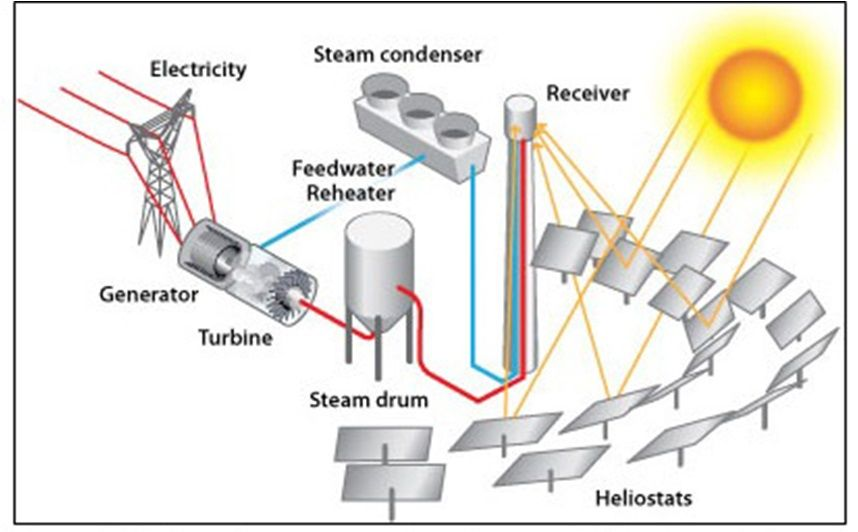 Electricity
Steam condenser
Receiver
Feedwater
Reheater
Generator
Turbine
Steam drum
Heliostats